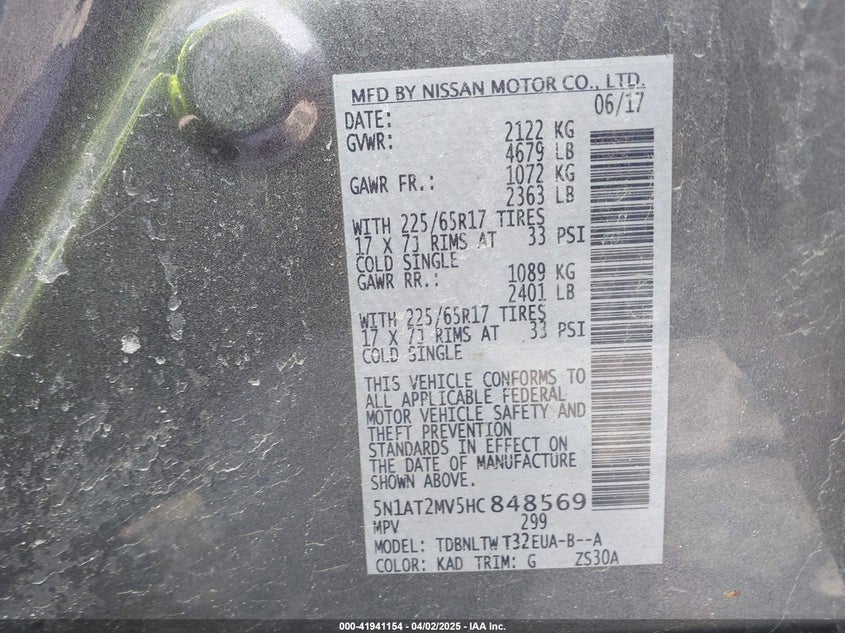 MFD BY NISSAN MOTOR CO., LTD.
DATE: 06/17
GVWR: 2122 KG
4679 LB
GAWR FR.: 1072 KG
2363 LB
WITH 225/65R17 TIRES
17 X 7J RIMS AT 33 PSI
COLD SINGLE
GAWR RR.: 1089 KG
2401 LB
WITH 225/65R17 TIRES
17 X 7J RIMS AT 33 PSI
COLD SINGLE
THIS VEHICLE CONFORMS TO
ALL APPLICABLE FEDERAL
MOTOR VEHICLE SAFETY AND
THEFT PREVENTION
STANDARDS IN EFFECT ON
THE DATE OF MANUFACTURE
SHOWN ABOVE.
5N1AT2MV5HC848569
MPV 299
MODEL: TDBNLTW T32EUA-B--A
COLOR: KAD TRIM: G ZS30A
000-41941154 - 04/02/2025 - IAA Inc.